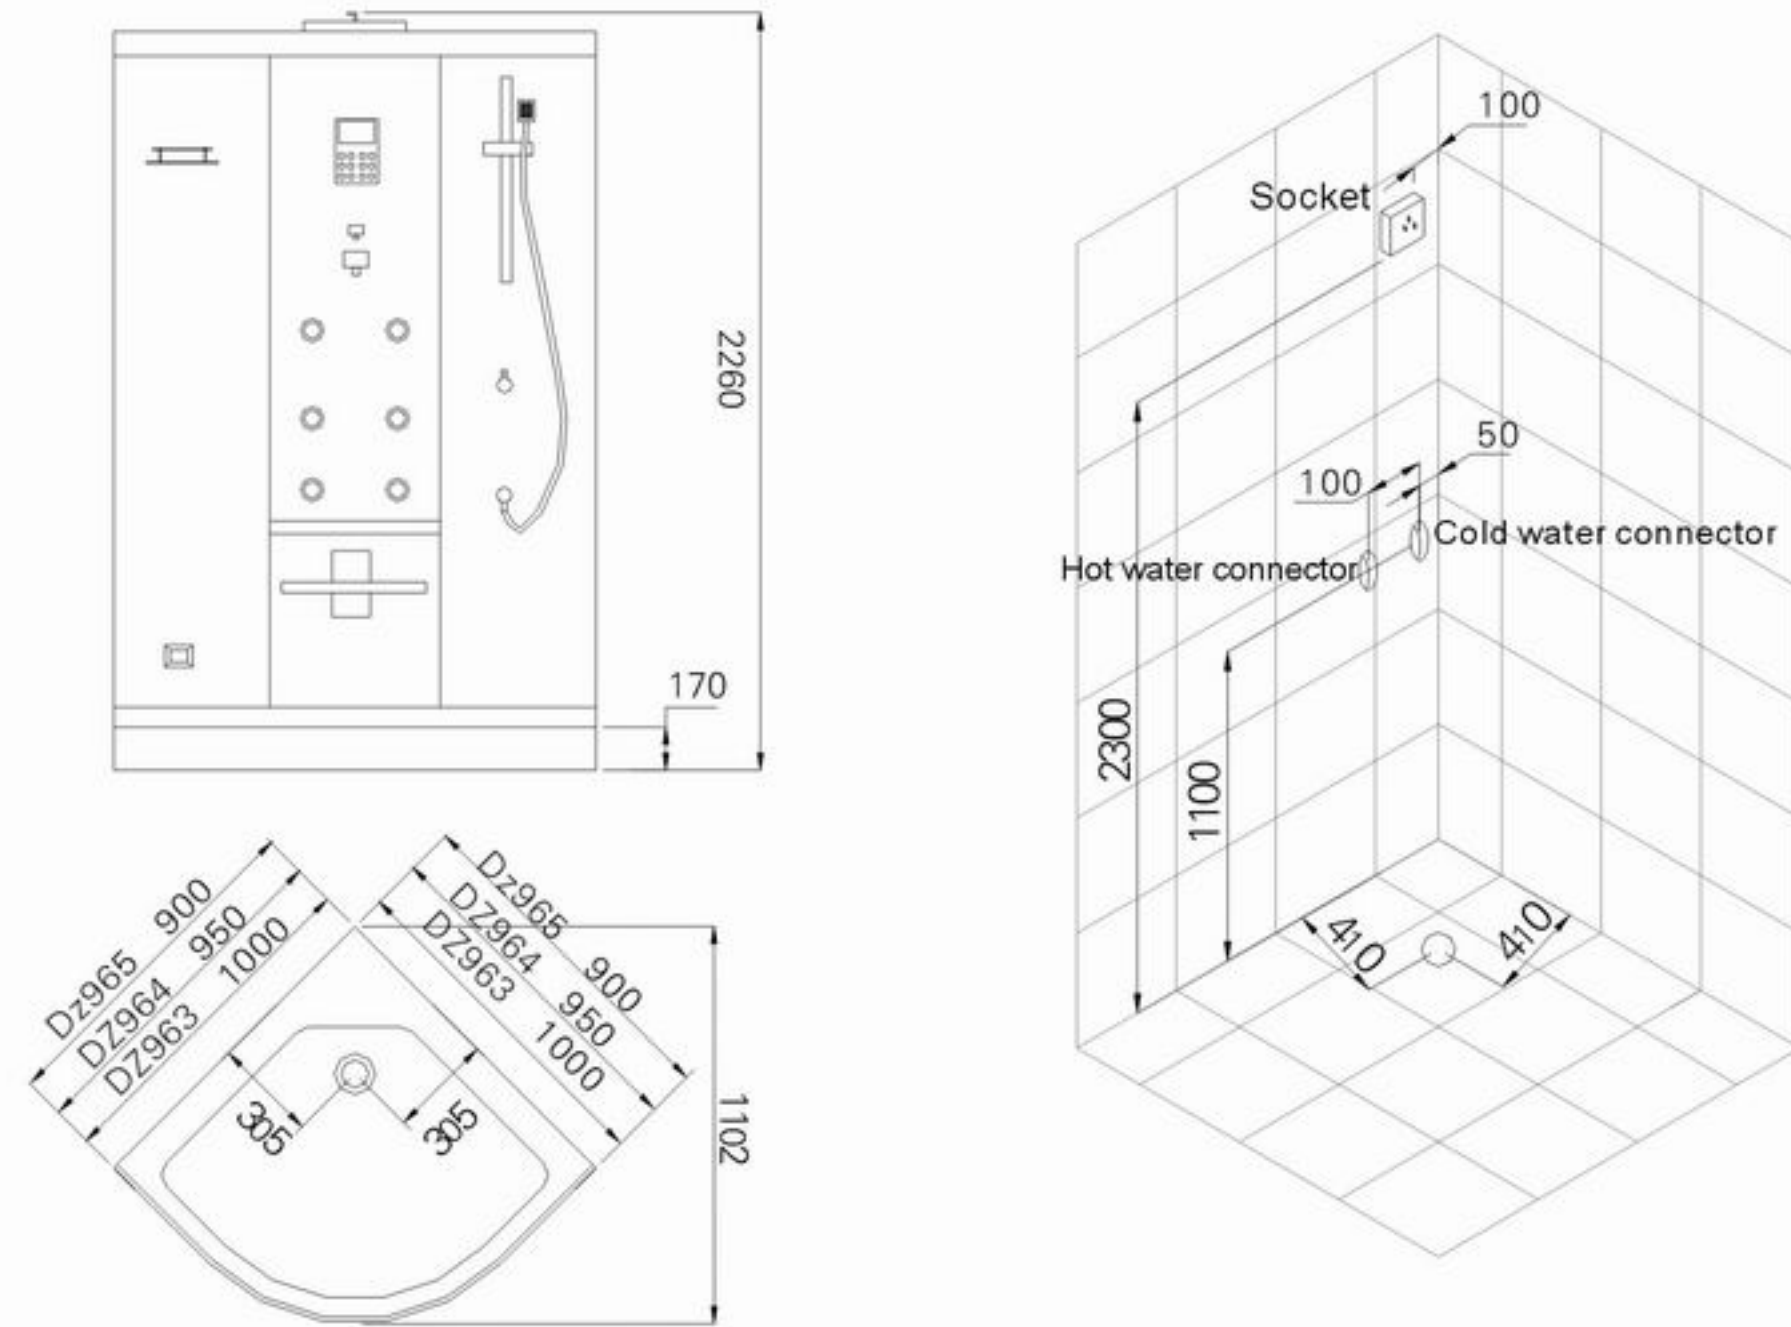 2260
170
Dz965 900
DZ964 950
DZ963 1000
Dz965 900
DZ964 950
DZ963 1000
305
305
1102
100
Socket
50
100
Cold water connector
Hot water connector
2300
1100
410
410